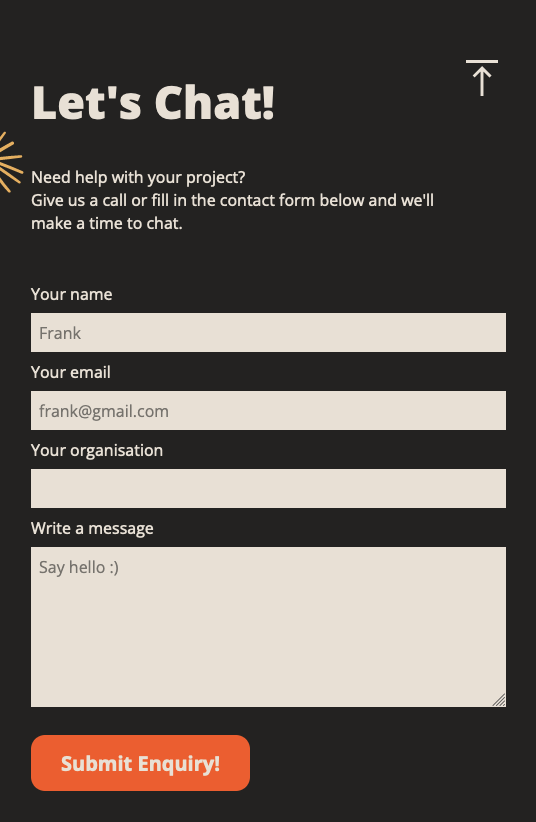 Let's Chat!
Need help with your project?
Give us a call or fill in the contact form below and we'll
make a time to chat.
Your name
Frank
Your email
frank@gmail.com
Your organisation
Write a message
Say hello :)
Submit Enquiry!